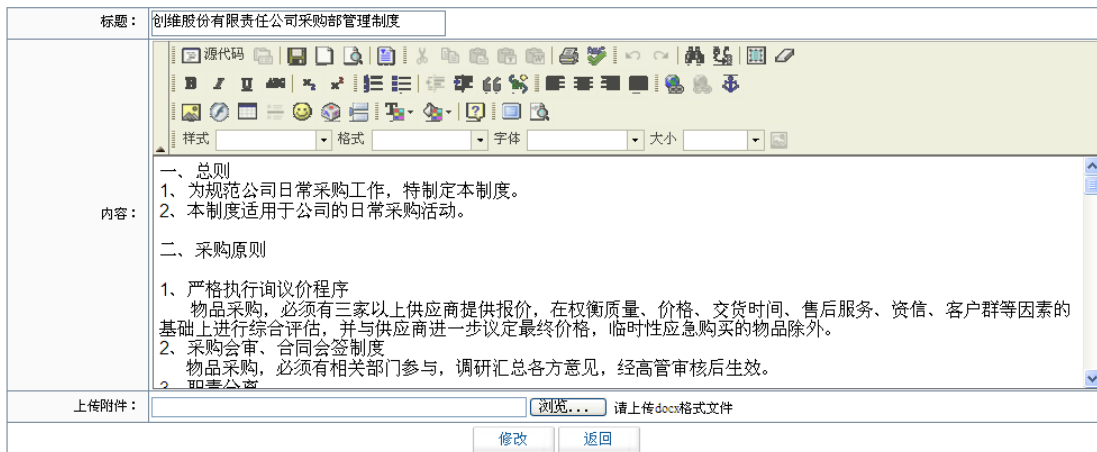 标题：
创维股份有限责任公司采购部管理制度
源代码
B I U ABC x₂ x²
样式 格式 字体 大小
内容：
一、总则
1、为规范公司日常采购工作，特制定本制度。
2、本制度适用于公司的日常采购活动。
二、采购原则
1、严格执行询议价程序
物品采购，必须有三家以上供应商提供报价，在权衡质量、价格、交货时间、售后服务、资信、客户群等因素的
基础上进行综合评估，并与供应商进一步议定最终价格，临时性应急购买的物品除外。
2、采购会审、合同会签制度
物品采购，必须有相关部门参与，调研汇总各方意见，经高管审核后生效。
3、职责分离
上传附件：
浏览... 请上传docx格式文件
修改 返回